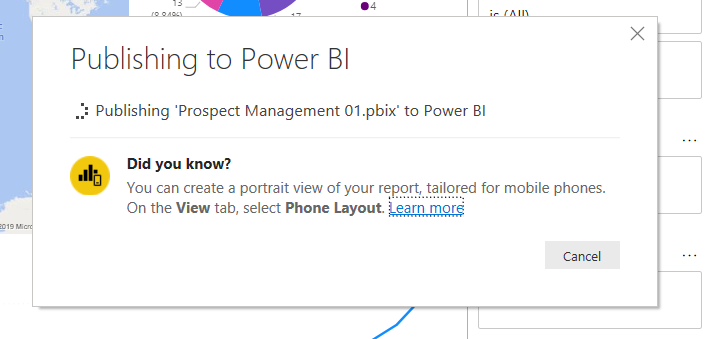 13
(8.84%)
17
4
is (All)
Publishing to Power BI
Publishing 'Prospect Management 01.pbix' to Power BI
Did you know?
You can create a portrait view of your report, tailored for mobile phones.
On the View tab, select Phone Layout. Learn more
Cancel
2019 Micro